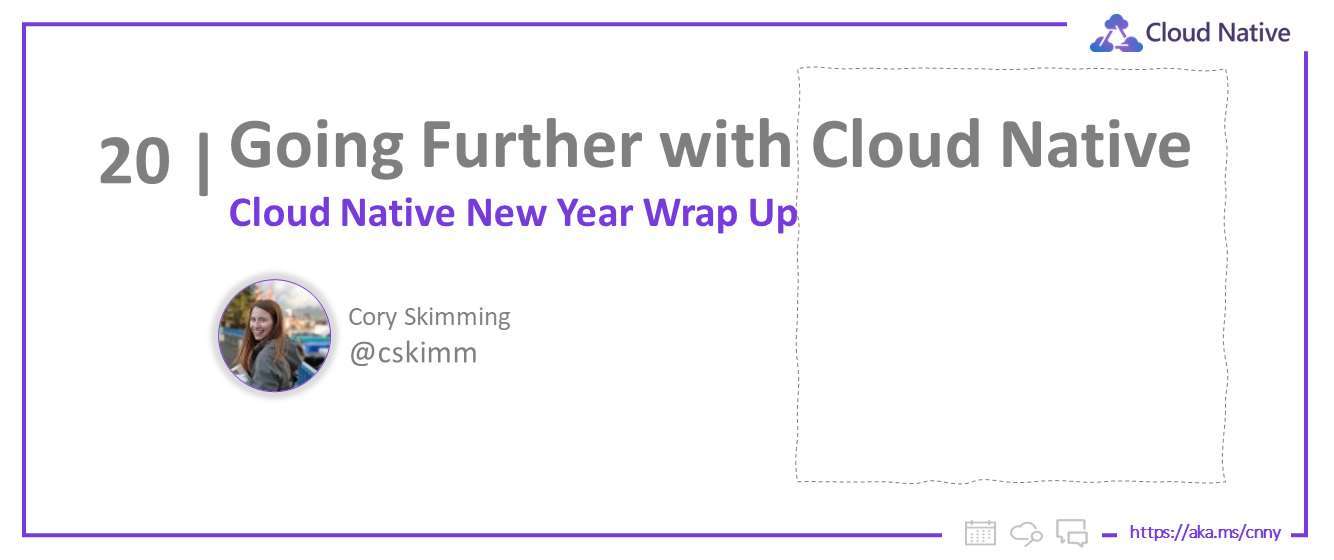 Cloud Native
20 | Going Further with Cloud Native
Cloud Native New Year Wrap Up
Cory Skimming
@cskimm
https://aka.ms/cnny